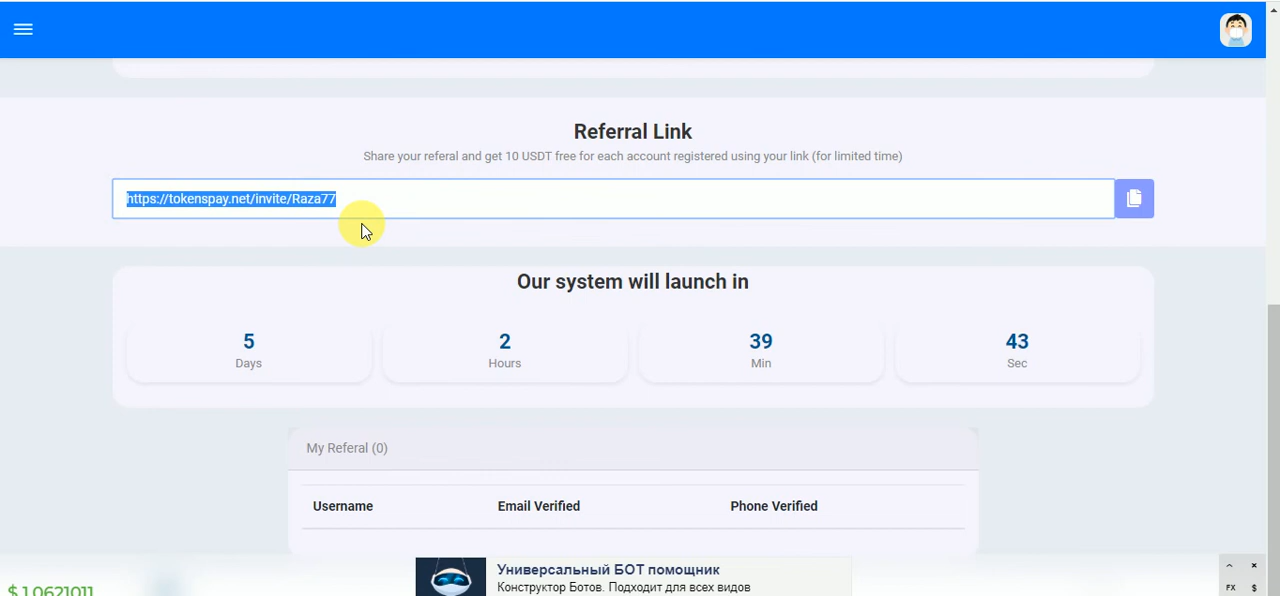 Referral Link
Share your referal and get 10 USDT free for each account registered using your link (for limited time)
https://tokenspay.net/invite/Raza77
Our system will launch in
5 2 39 43
Days Hours Min Sec
My Referal (0)
Username Email Verified Phone Verified
Универсальный БОТ помощник
Конструктор Ботов. Подходит для всех видов
$ 1.0621011
FX $